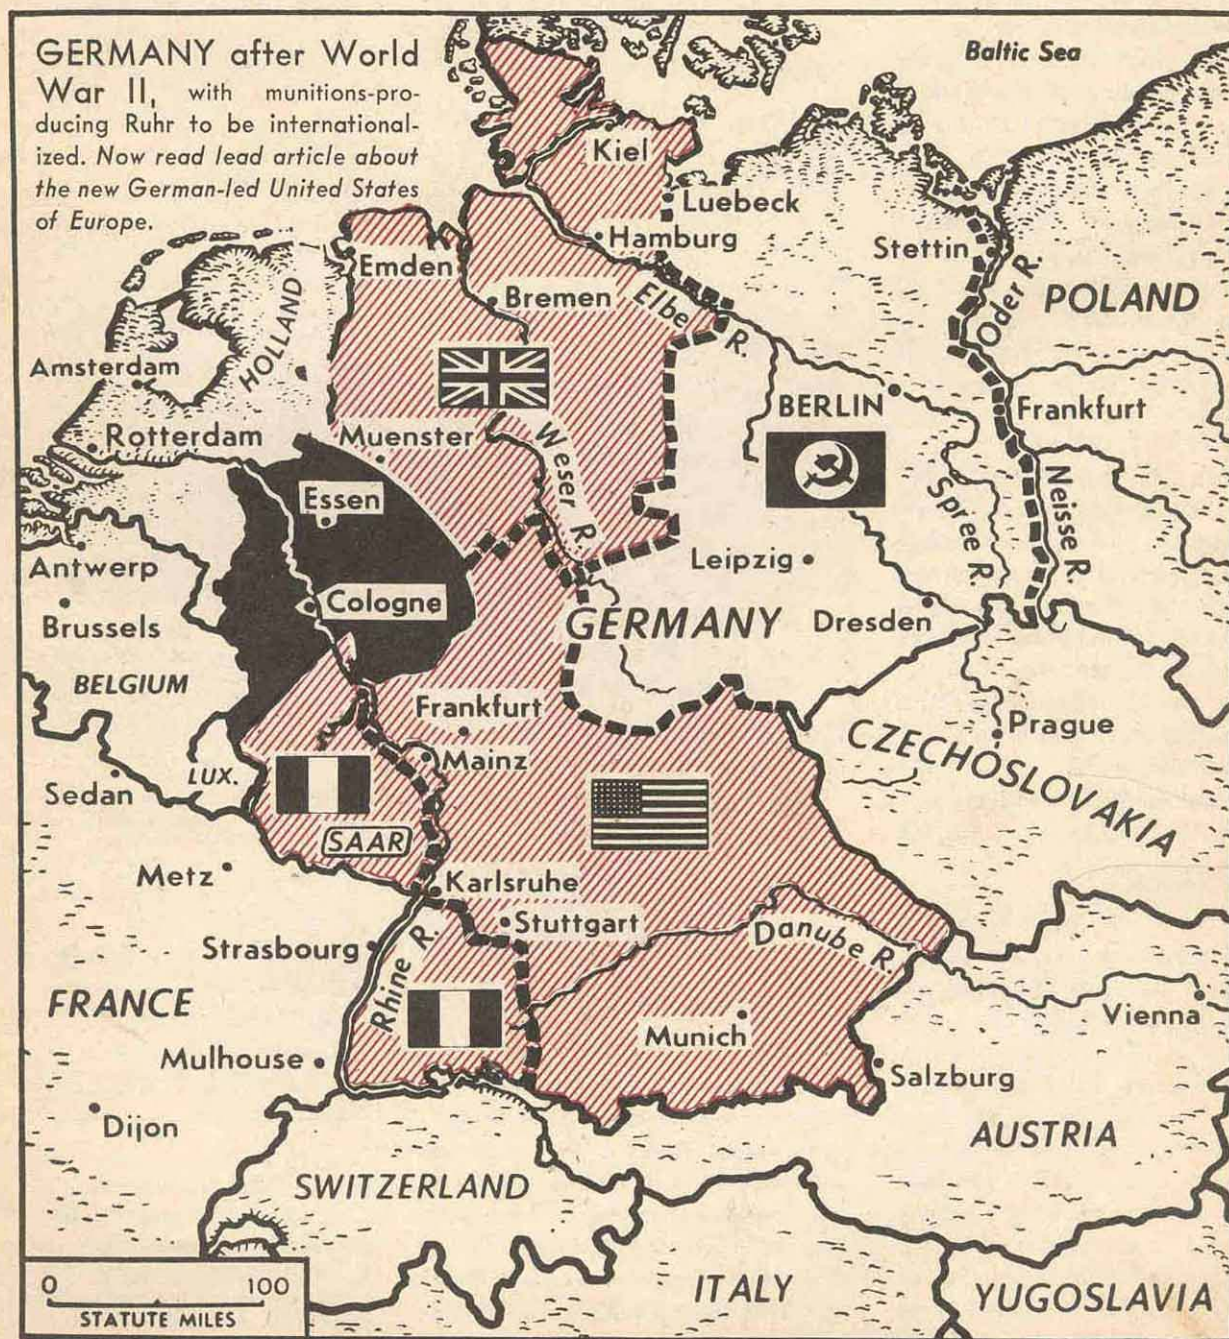 GERMANY after World
War II, with munitions-pro-
ducing Ruhr to be international-
ized. Now read lead article about
the new German-led United States
of Europe.
Baltic Sea
Kiel
Luebeck
Hamburg
Stettin
Emden
Bremen
Elbe R.
Oder R.
POLAND
HOLLAND
Amsterdam
BERLIN
Frankfurt
Rotterdam
Muenster
Weser R.
Essen
Spree R.
Neisse R.
Antwerp
Leipzig
Cologne
Brussels
GERMANY
Dresden
BELGIUM
Frankfurt
Prague
Mainz
CZECHOSLOVAKIA
LUX.
Sedan
SAAR
Metz
Karlsruhe
Stuttgart
Strasbourg
Rhine R.
Danube R.
FRANCE
Vienna
Munich
Mulhouse
Salzburg
Dijon
AUSTRIA
SWITZERLAND
ITALY
YUGOSLAVIA
0 100
STATUTE MILES